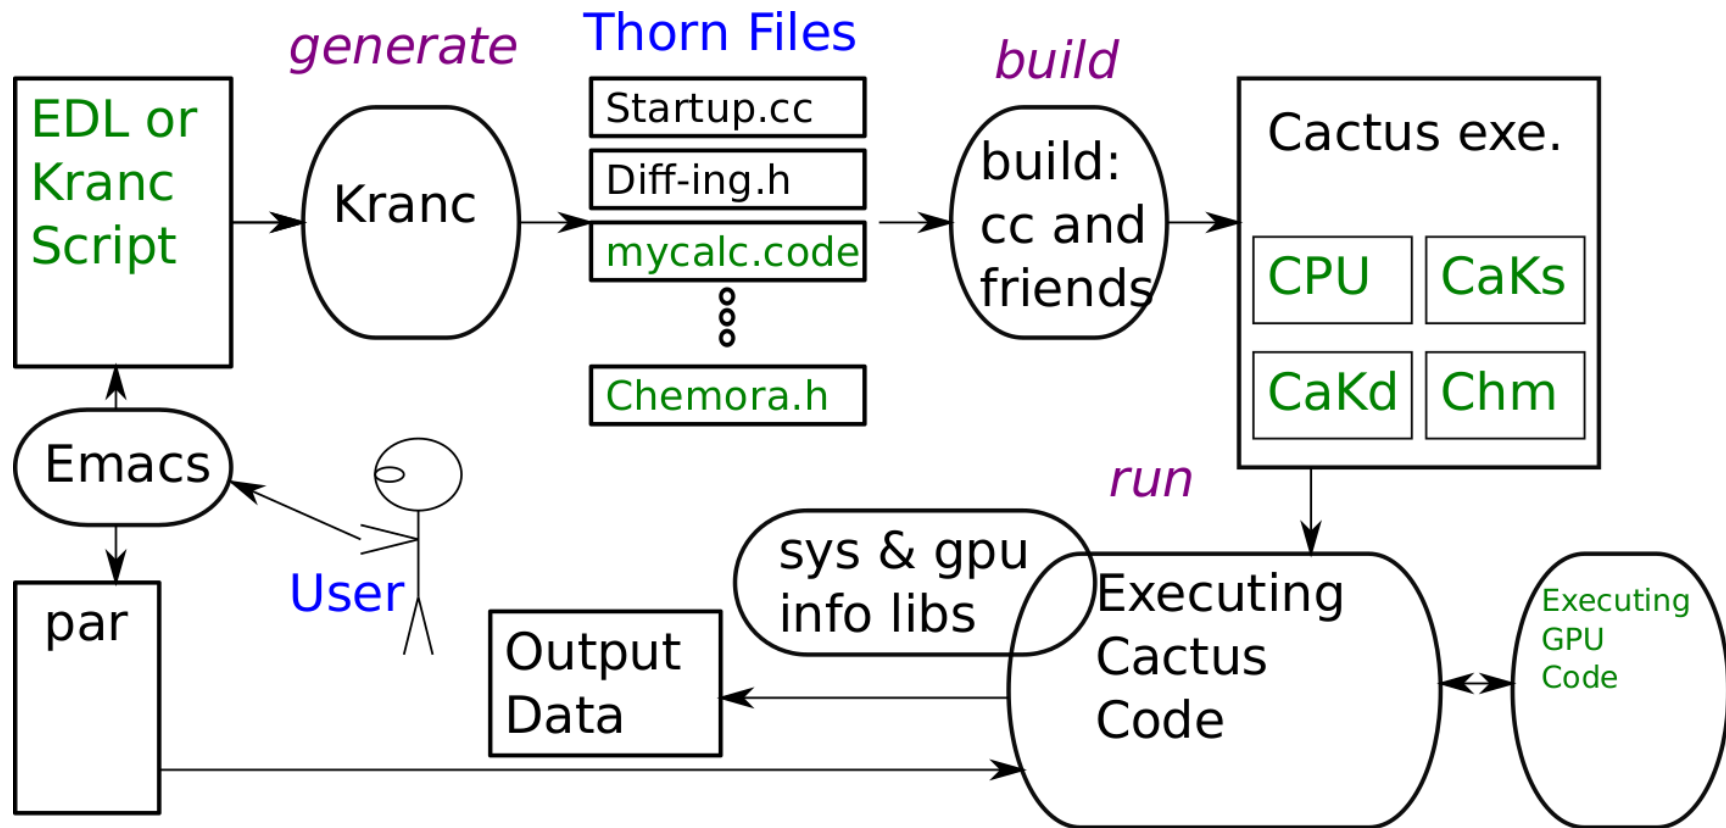 generate
Thorn Files
build
EDL or
Kranc
Script
Kranc
Startup.cc
Diff-ing.h
mycalc.code
Chemora.h
build:
cc and
friends
Cactus exe.
CPU
CaKs
CaKd
Chm
Emacs
User
par
run
sys & gpu
info libs
Output
Data
Executing
Cactus
Code
Executing
GPU
Code